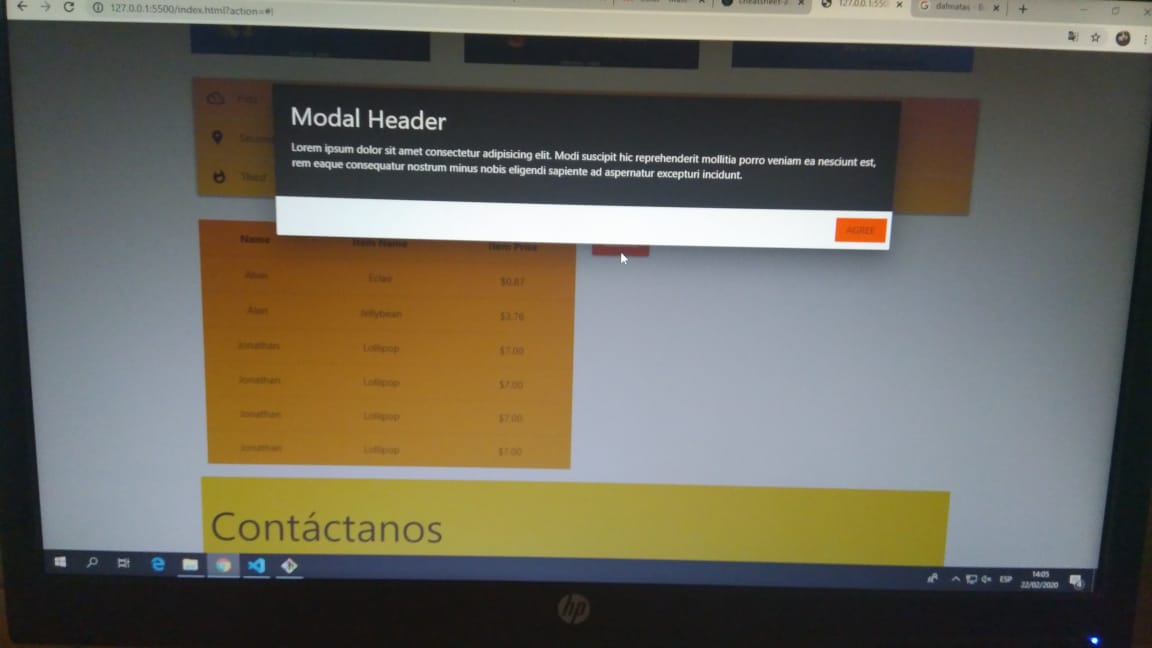 127.0.0.1:5500/index.html?action=#!
127.0.0.1:550
dalmatas
Modal Header
Lorem ipsum dolor sit amet consectetur adipisicing elit. Modi suscipit hic reprehenderit mollitia porro veniam ea nesciunt est,
rem eaque consequatur nostrum minus nobis eligendi sapiente ad aspernatur excepturi incidunt.
AGREE
First
Second
Third
Name Item Name Item Price
Alvin Eclair $0.87
Alan Jellybean $3.76
Jonathan Lollipop $7.00
Jonathan Lollipop $7.00
Jonathan Lollipop $7.00
Jonathan Lollipop $7.00
Contáctanos
ESP
14:05
22/02/2020
4
hp